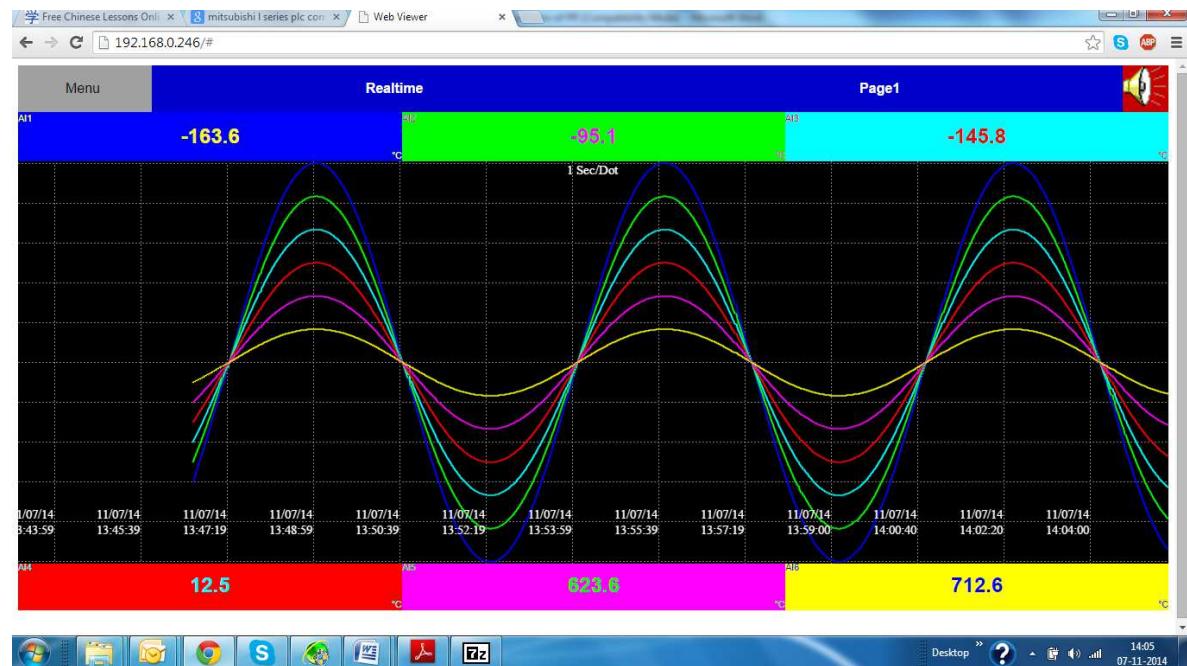 学 Free Chinese Lessons Onli
mitsubishi l series plc com
Web Viewer
192.168.0.246/#
ABP
Menu
Realtime
Page1
AI1
-163.6
°C
AI2
-95.1
°C
AI3
-145.8
°C
1 Sec/Dot
1/07/14 11/07/14 11/07/14 11/07/14 11/07/14 11/07/14 11/07/14 11/07/14 11/07/14 11/07/14 11/07/14 11/07/14 11/07/14
3:43:59 13:45:39 13:47:19 13:48:59 13:50:39 13:52:19 13:53:59 13:55:39 13:57:19 13:59:00 14:00:40 14:02:20 14:04:00
AI4
12.5
°C
AI5
623.6
°C
AI6
712.6
°C
Desktop
14:05
07-11-2014